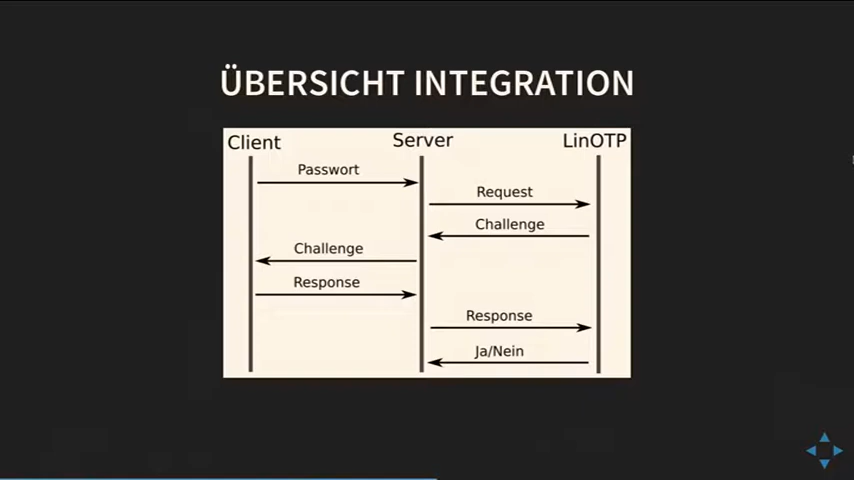 ÜBERSICHT INTEGRATION
Client Server LinOTP
Passwort
Request
Challenge
Challenge
Response
Response
Ja/Nein